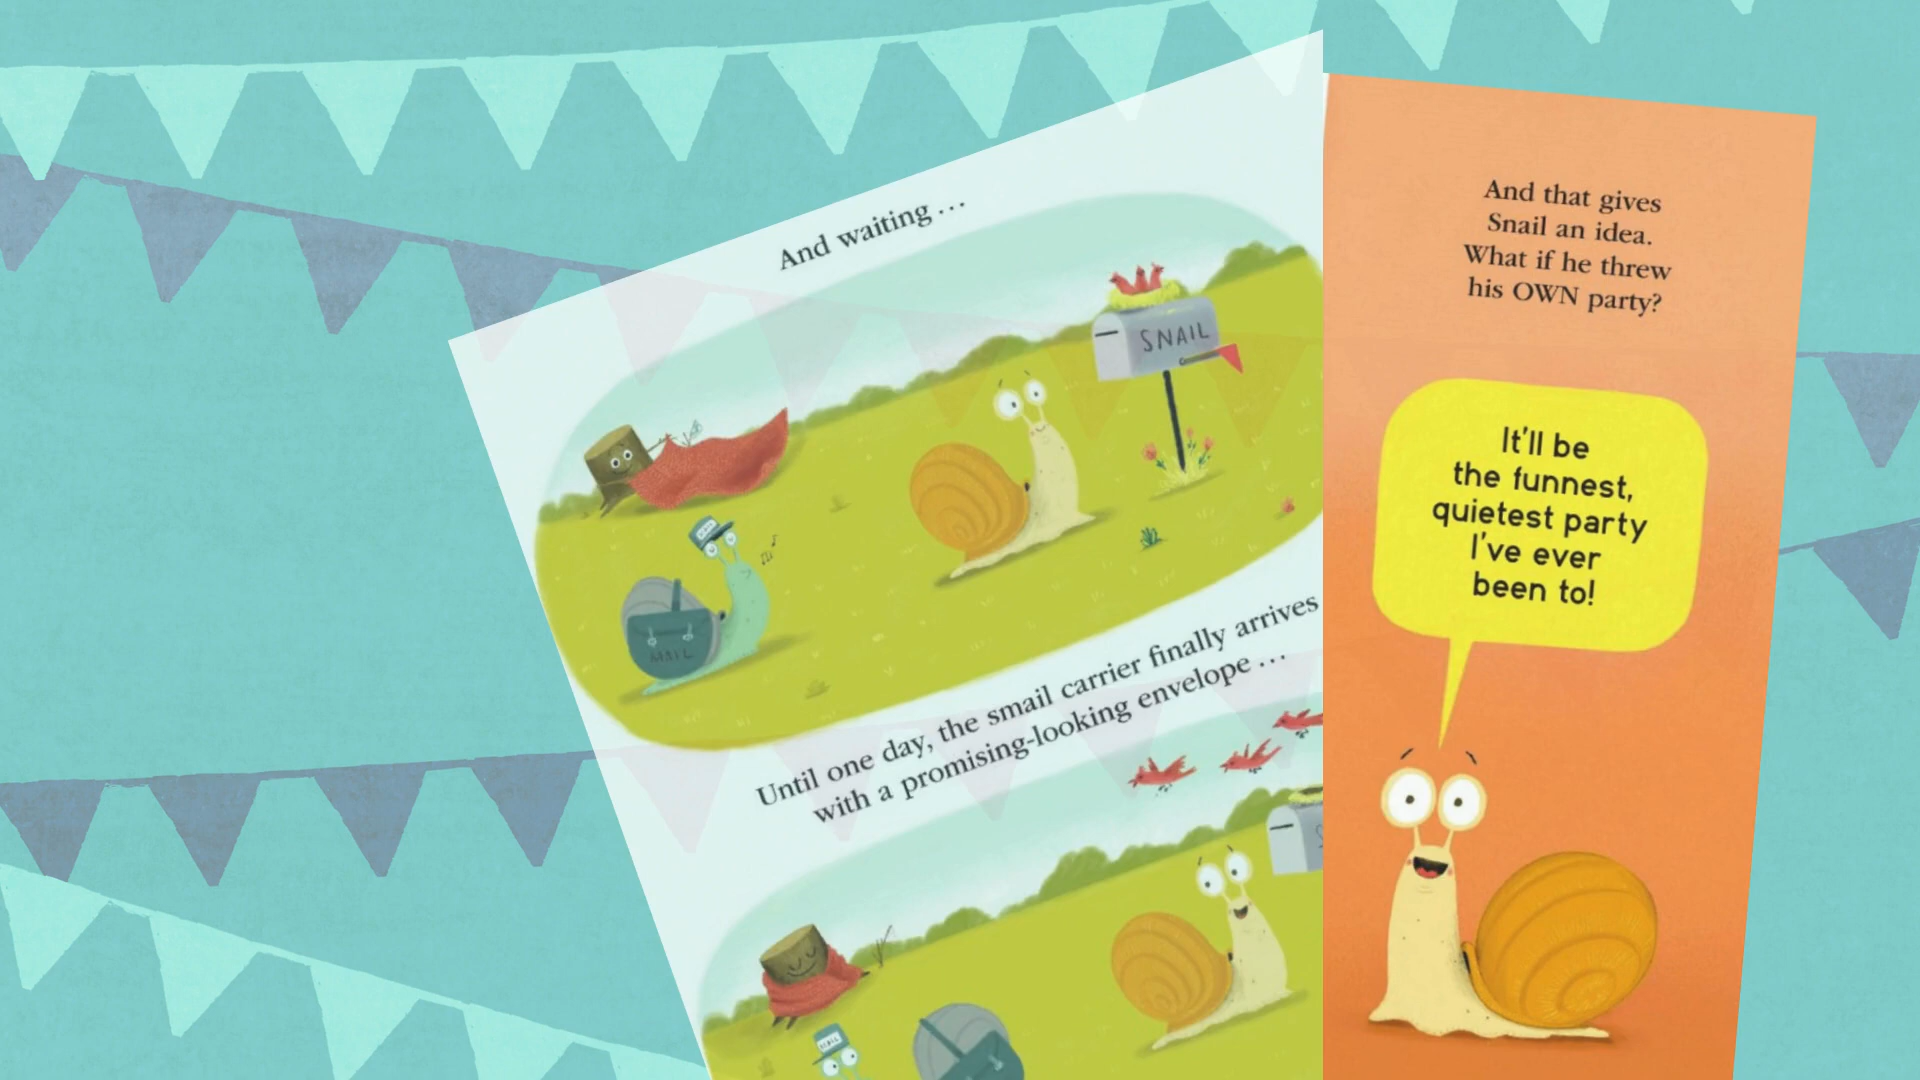 And waiting ...
SNAIL
MAIL
Until one day, the smail carrier finally arrives
with a promising-looking envelope ...
MAIL
And that gives
Snail an idea.
What if he threw
his OWN party?
It'll be
the funnest,
quietest party
I've ever
been to!